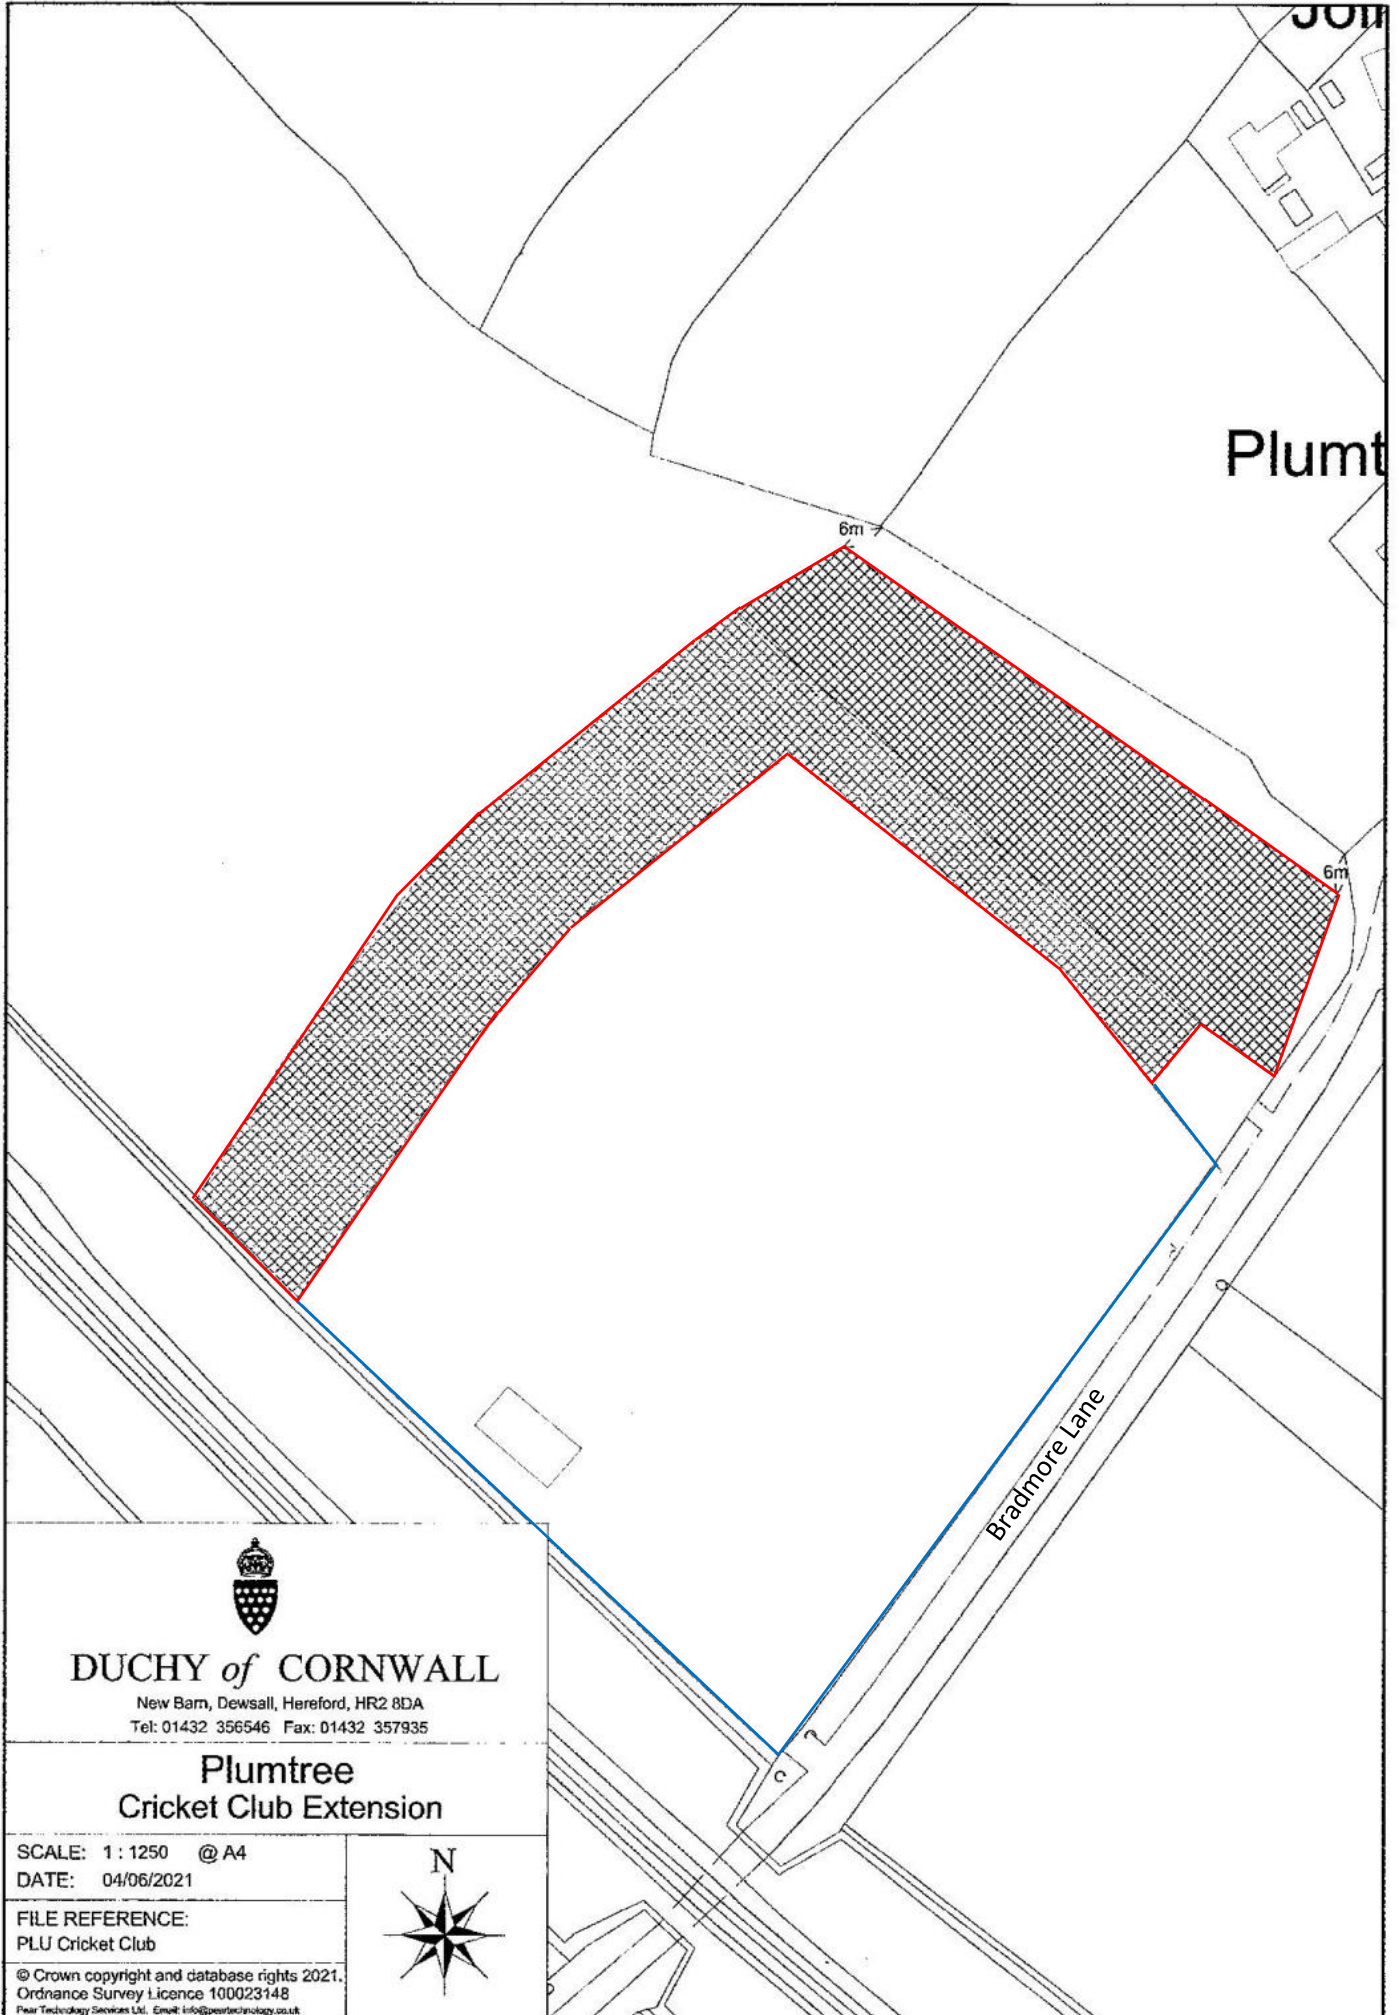 Plumt
6m
6m
Bradmore Lane
DUCHY of CORNWALL
New Barn, Dewsall, Hereford, HR2 8DA
Tel: 01432 356546 Fax: 01432 357935
Plumtree
Cricket Club Extension
SCALE: 1 : 1250 @ A4
DATE: 04/06/2021
N
FILE REFERENCE:
PLU Cricket Club
© Crown copyright and database rights 2021.
Ordnance Survey Licence 100023148
Pear Technology Services Ltd. Email: info@peartechnology.co.uk